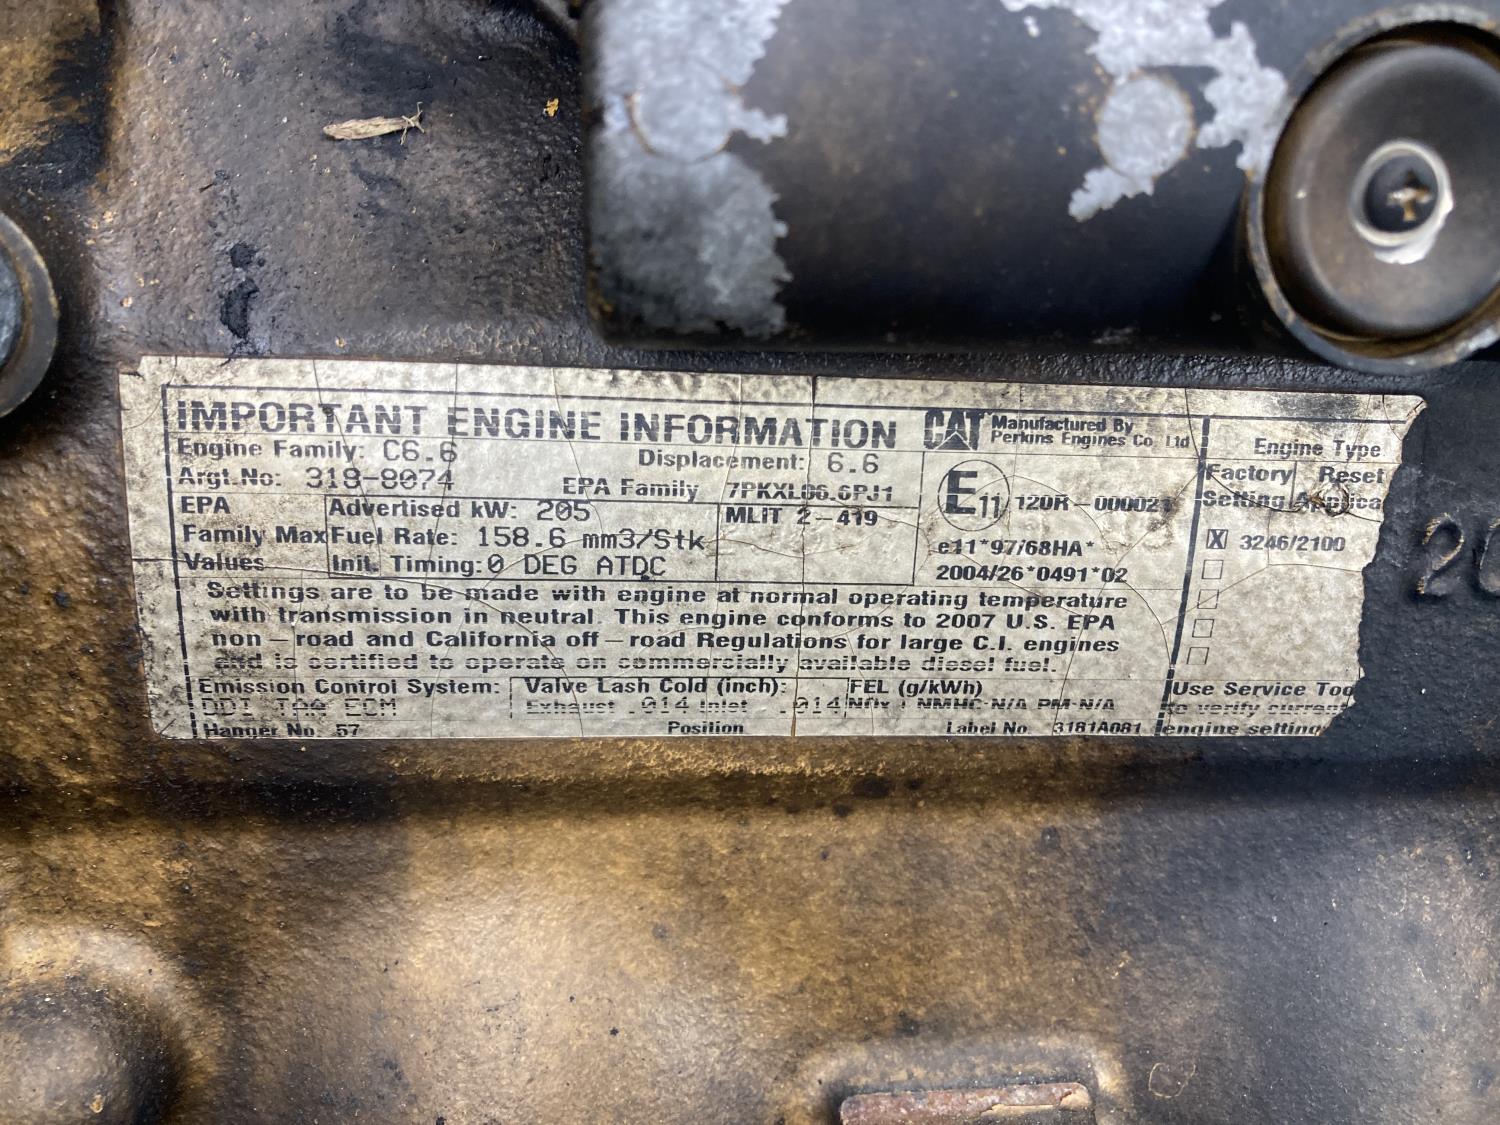 IMPORTANT ENGINE INFORMATION CAT Manufactured By Perkins Engines Co Ltd
Engine Family: C6.6 Displacement: 6.6
Argt.No: 318-8074 EPA Family 7PKXL06.6PJ1
EPA Family Max Values
Advertised kW: 205
Fuel Rate: 158.6 mm3/Stk
Init. Timing:0 DEG ATDC
MLIT 2-419
E11 120R-000021
e11*97/68HA*
2004/26*0491*02
Settings are to be made with engine at normal operating temperature
with transmission in neutral. This engine conforms to 2007 U.S. EPA
non-road and California off-road Regulations for large C.I. engines
and is certified to operate on commercially available diesel fuel.
Emission Control System: Valve Lash Cold (inch): FEL (g/kWh)
DDI TAA ECM Exhaust .014 Inlet .014 NOx + NMHC-N/A PM-N/A
Hanger No. 57 Position Label No. 3181A081
Engine Type
Factory Reset
Setting Applica
X 3246/2100
Use Service Too
to verify current
engine setting
20